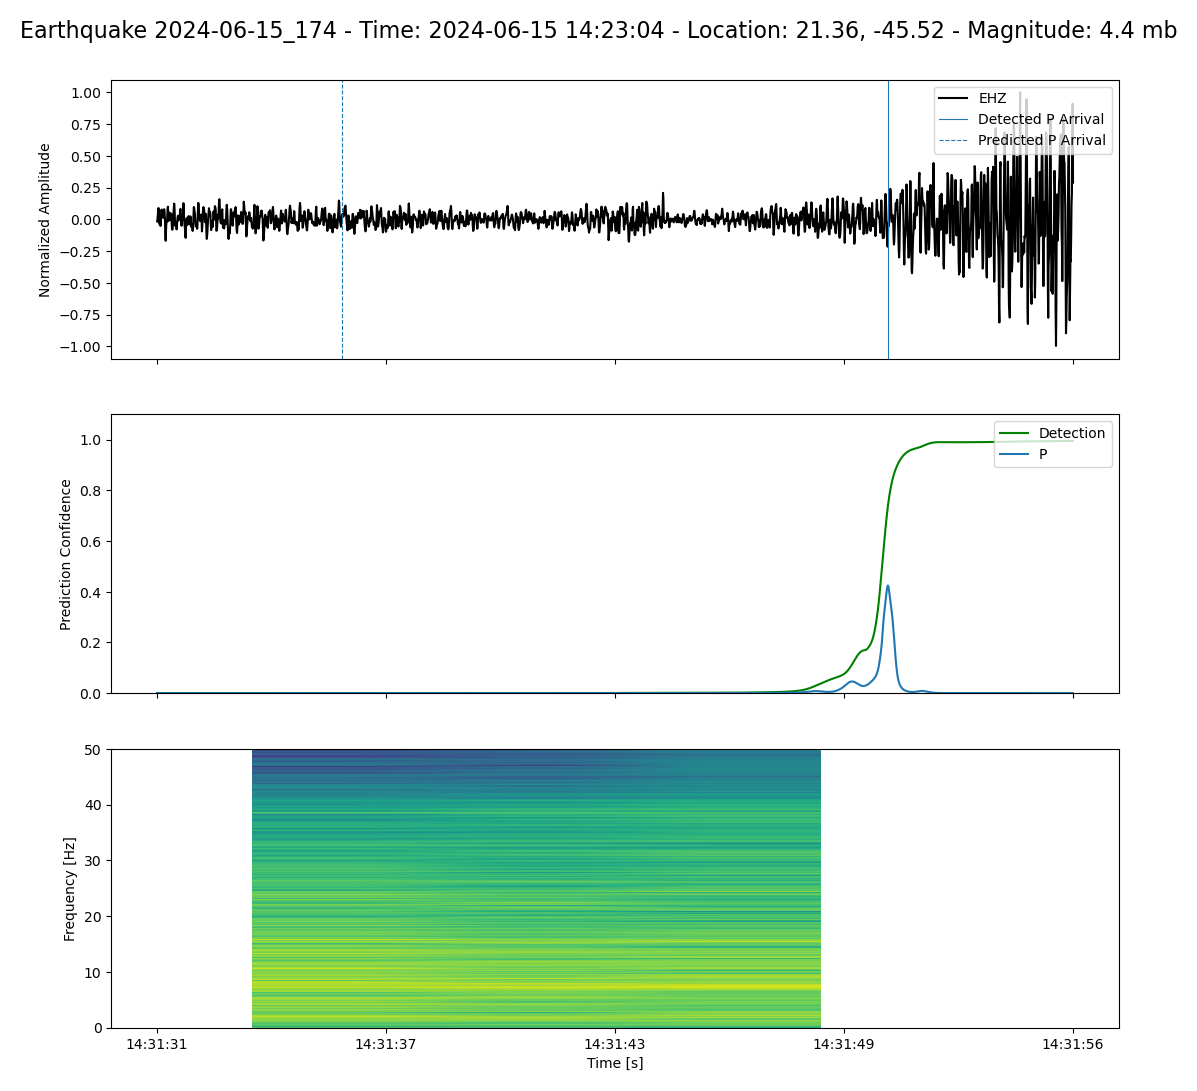 Earthquake 2024-06-15_174 - Time: 2024-06-15 14:23:04 - Location: 21.36, -45.52 - Magnitude: 4.4 mb
1.00
0.75
0.50
0.25
0.00
−0.25
−0.50
−0.75
−1.00
Normalized Amplitude
EHZ
Detected P Arrival
Predicted P Arrival
1.0
0.8
0.6
0.4
0.2
0.0
Prediction Confidence
Detection
P
50
40
30
20
10
0
Frequency [Hz]
14:31:31 14:31:37 14:31:43 14:31:49 14:31:56
Time [s]